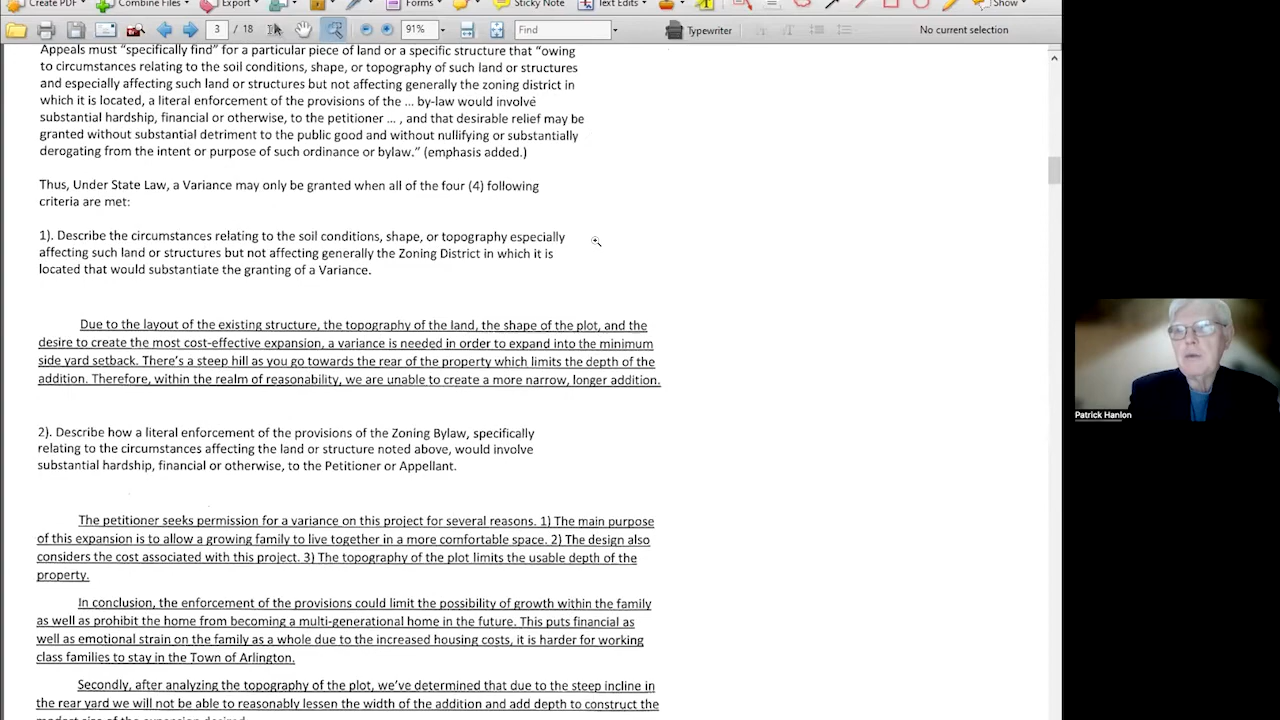 Create PDF
Combine Files
Export
Forms
Sticky Note
Text Edits
Show
3 / 18
91%
Find
Typewriter
No current selection
Appeals must “specifically find” for a particular piece of land or a specific structure that “owing
to circumstances relating to the soil conditions, shape, or topography of such land or structures
and especially affecting such land or structures but not affecting generally the zoning district in
which it is located, a literal enforcement of the provisions of the ... by-law would involve
substantial hardship, financial or otherwise, to the petitioner ... , and that desirable relief may be
granted without substantial detriment to the public good and without nullifying or substantially
derogating from the intent or purpose of such ordinance or bylaw.” (emphasis added.)
Thus, Under State Law, a Variance may only be granted when all of the four (4) following
criteria are met:
1). Describe the circumstances relating to the soil conditions, shape, or topography especially
affecting such land or structures but not affecting generally the Zoning District in which it is
located that would substantiate the granting of a Variance.
Due to the layout of the existing structure, the topography of the land, the shape of the plot, and the
desire to create the most cost-effective expansion, a variance is needed in order to expand into the minimum
side yard setback. There’s a steep hill as you go towards the rear of the property which limits the depth of the
addition. Therefore, within the realm of reasonability, we are unable to create a more narrow, longer addition.
2). Describe how a literal enforcement of the provisions of the Zoning Bylaw, specifically
relating to the circumstances affecting the land or structure noted above, would involve
substantial hardship, financial or otherwise, to the Petitioner or Appellant.
The petitioner seeks permission for a variance on this project for several reasons. 1) The main purpose
of this expansion is to allow a growing family to live together in a more comfortable space. 2) The design also
considers the cost associated with this project. 3) The topography of the plot limits the usable depth of the
property.
In conclusion, the enforcement of the provisions could limit the possibility of growth within the family
as well as prohibit the home from becoming a multi-generational home in the future. This puts financial as
well as emotional strain on the family as a whole due to the increased housing costs, it is harder for working
class families to stay in the Town of Arlington.
Secondly, after analyzing the topography of the plot, we’ve determined that due to the steep incline in
the rear yard we will not be able to reasonably lessen the width of the addition and add depth to construct the
modest size of the expansion desired.
Patrick Hanlon